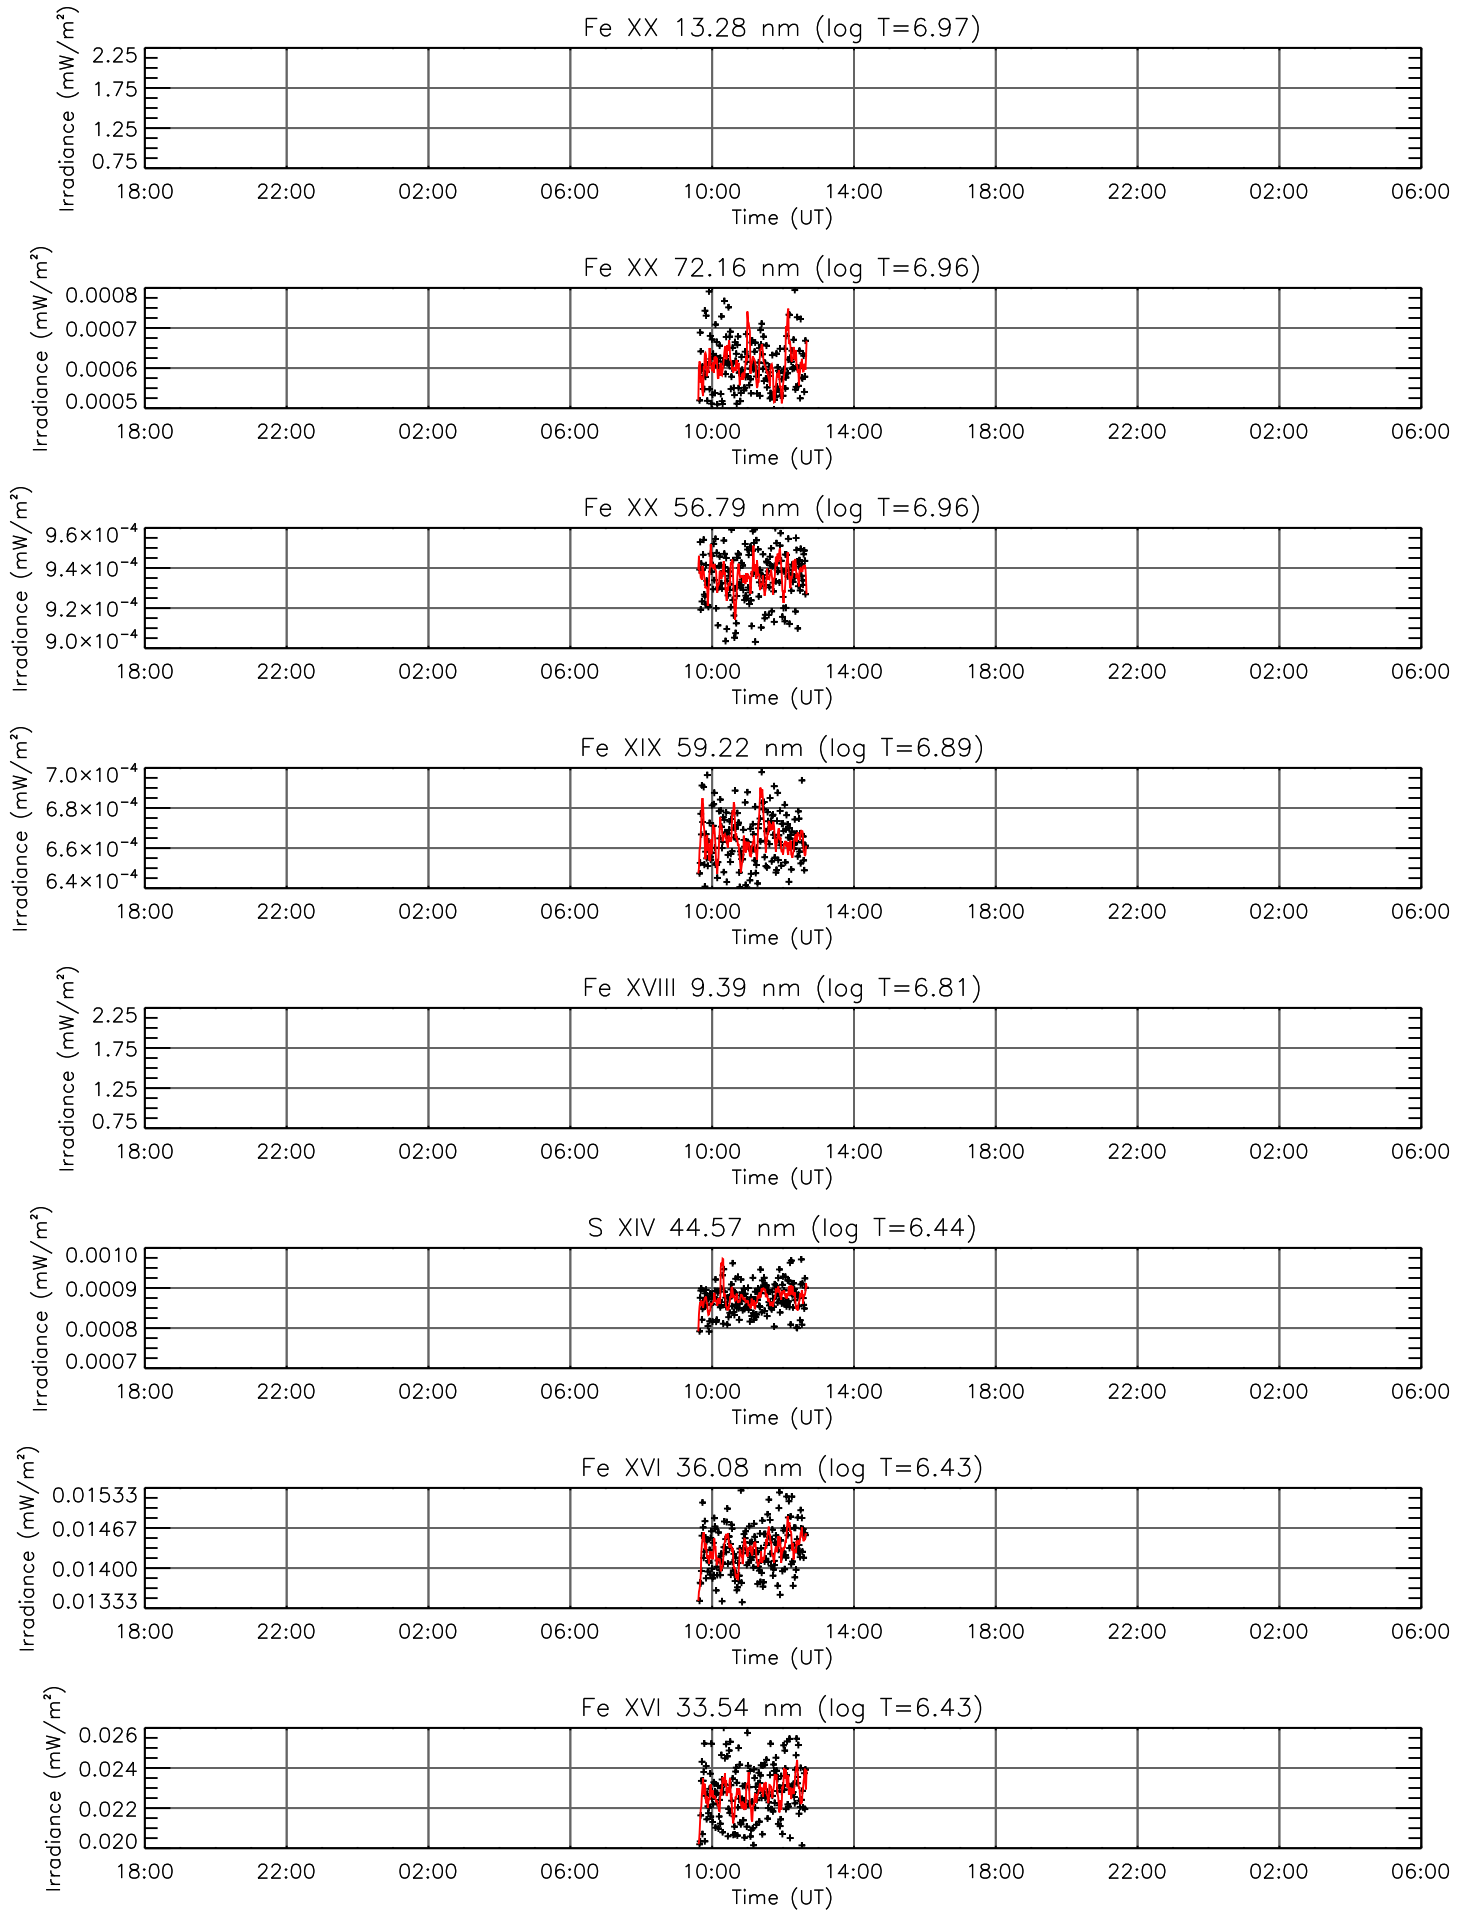 Fe XX 13.28 nm (log T=6.97)
Irradiance (mW/m²)
2.25
1.75
1.25
0.75
18:00 22:00 02:00 06:00 10:00 14:00 18:00 22:00 02:00 06:00
Time (UT)
Fe XX 72.16 nm (log T=6.96)
Irradiance (mW/m²)
0.0008
0.0007
0.0006
0.0005
18:00 22:00 02:00 06:00 10:00 14:00 18:00 22:00 02:00 06:00
Time (UT)
Fe XX 56.79 nm (log T=6.96)
Irradiance (mW/m²)
9.6×10⁻⁴
9.4×10⁻⁴
9.2×10⁻⁴
9.0×10⁻⁴
18:00 22:00 02:00 06:00 10:00 14:00 18:00 22:00 02:00 06:00
Time (UT)
Fe XIX 59.22 nm (log T=6.89)
Irradiance (mW/m²)
7.0×10⁻⁴
6.8×10⁻⁴
6.6×10⁻⁴
6.4×10⁻⁴
18:00 22:00 02:00 06:00 10:00 14:00 18:00 22:00 02:00 06:00
Time (UT)
Fe XVIII 9.39 nm (log T=6.81)
Irradiance (mW/m²)
2.25
1.75
1.25
0.75
18:00 22:00 02:00 06:00 10:00 14:00 18:00 22:00 02:00 06:00
Time (UT)
S XIV 44.57 nm (log T=6.44)
Irradiance (mW/m²)
0.0010
0.0009
0.0008
0.0007
18:00 22:00 02:00 06:00 10:00 14:00 18:00 22:00 02:00 06:00
Time (UT)
Fe XVI 36.08 nm (log T=6.43)
Irradiance (mW/m²)
0.01533
0.01467
0.01400
0.01333
18:00 22:00 02:00 06:00 10:00 14:00 18:00 22:00 02:00 06:00
Time (UT)
Fe XVI 33.54 nm (log T=6.43)
Irradiance (mW/m²)
0.026
0.024
0.022
0.020
18:00 22:00 02:00 06:00 10:00 14:00 18:00 22:00 02:00 06:00
Time (UT)